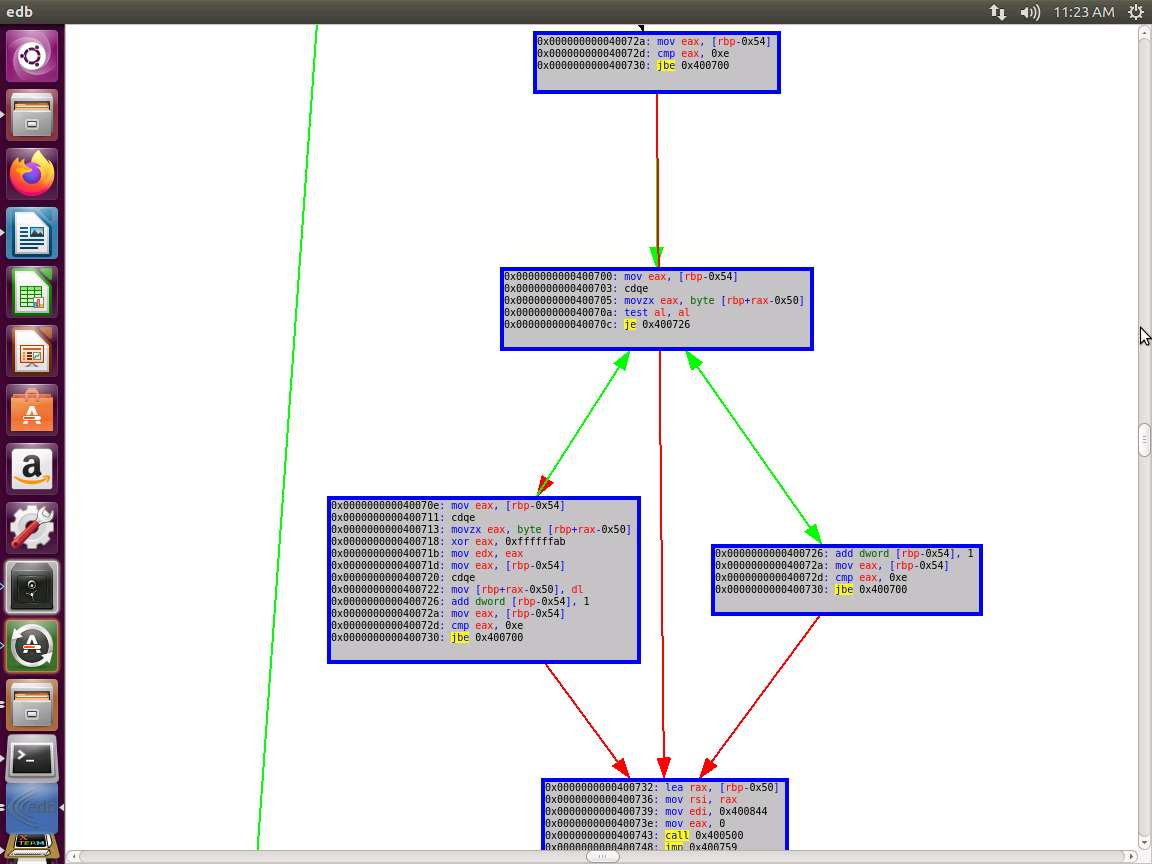 edb
11:23 AM
0x000000000040072a: mov eax, [rbp-0x54]
0x000000000040072d: cmp eax, 0xe
0x0000000000400730: jbe 0x400700
0x0000000000400700: mov eax, [rbp-0x54]
0x0000000000400703: cdqe
0x0000000000400705: movzx eax, byte [rbp+rax-0x50]
0x000000000040070a: test al, al
0x000000000040070c: je 0x400726
0x000000000040070e: mov eax, [rbp-0x54]
0x0000000000400711: cdqe
0x0000000000400713: movzx eax, byte [rbp+rax-0x50]
0x0000000000400718: xor eax, 0xffffffab
0x000000000040071b: mov edx, eax
0x000000000040071d: mov eax, [rbp-0x54]
0x0000000000400720: cdqe
0x0000000000400722: mov [rbp+rax-0x50], dl
0x0000000000400726: add dword [rbp-0x54], 1
0x000000000040072a: mov eax, [rbp-0x54]
0x000000000040072d: cmp eax, 0xe
0x0000000000400730: jbe 0x400700
0x0000000000400726: add dword [rbp-0x54], 1
0x000000000040072a: mov eax, [rbp-0x54]
0x000000000040072d: cmp eax, 0xe
0x0000000000400730: jbe 0x400700
0x0000000000400732: lea rax, [rbp-0x50]
0x0000000000400736: mov rsi, rax
0x0000000000400739: mov edi, 0x400844
0x000000000040073e: mov eax, 0
0x0000000000400743: call 0x400500
0x0000000000400748: jmp 0x400759
a
>_
edb
X
TERM